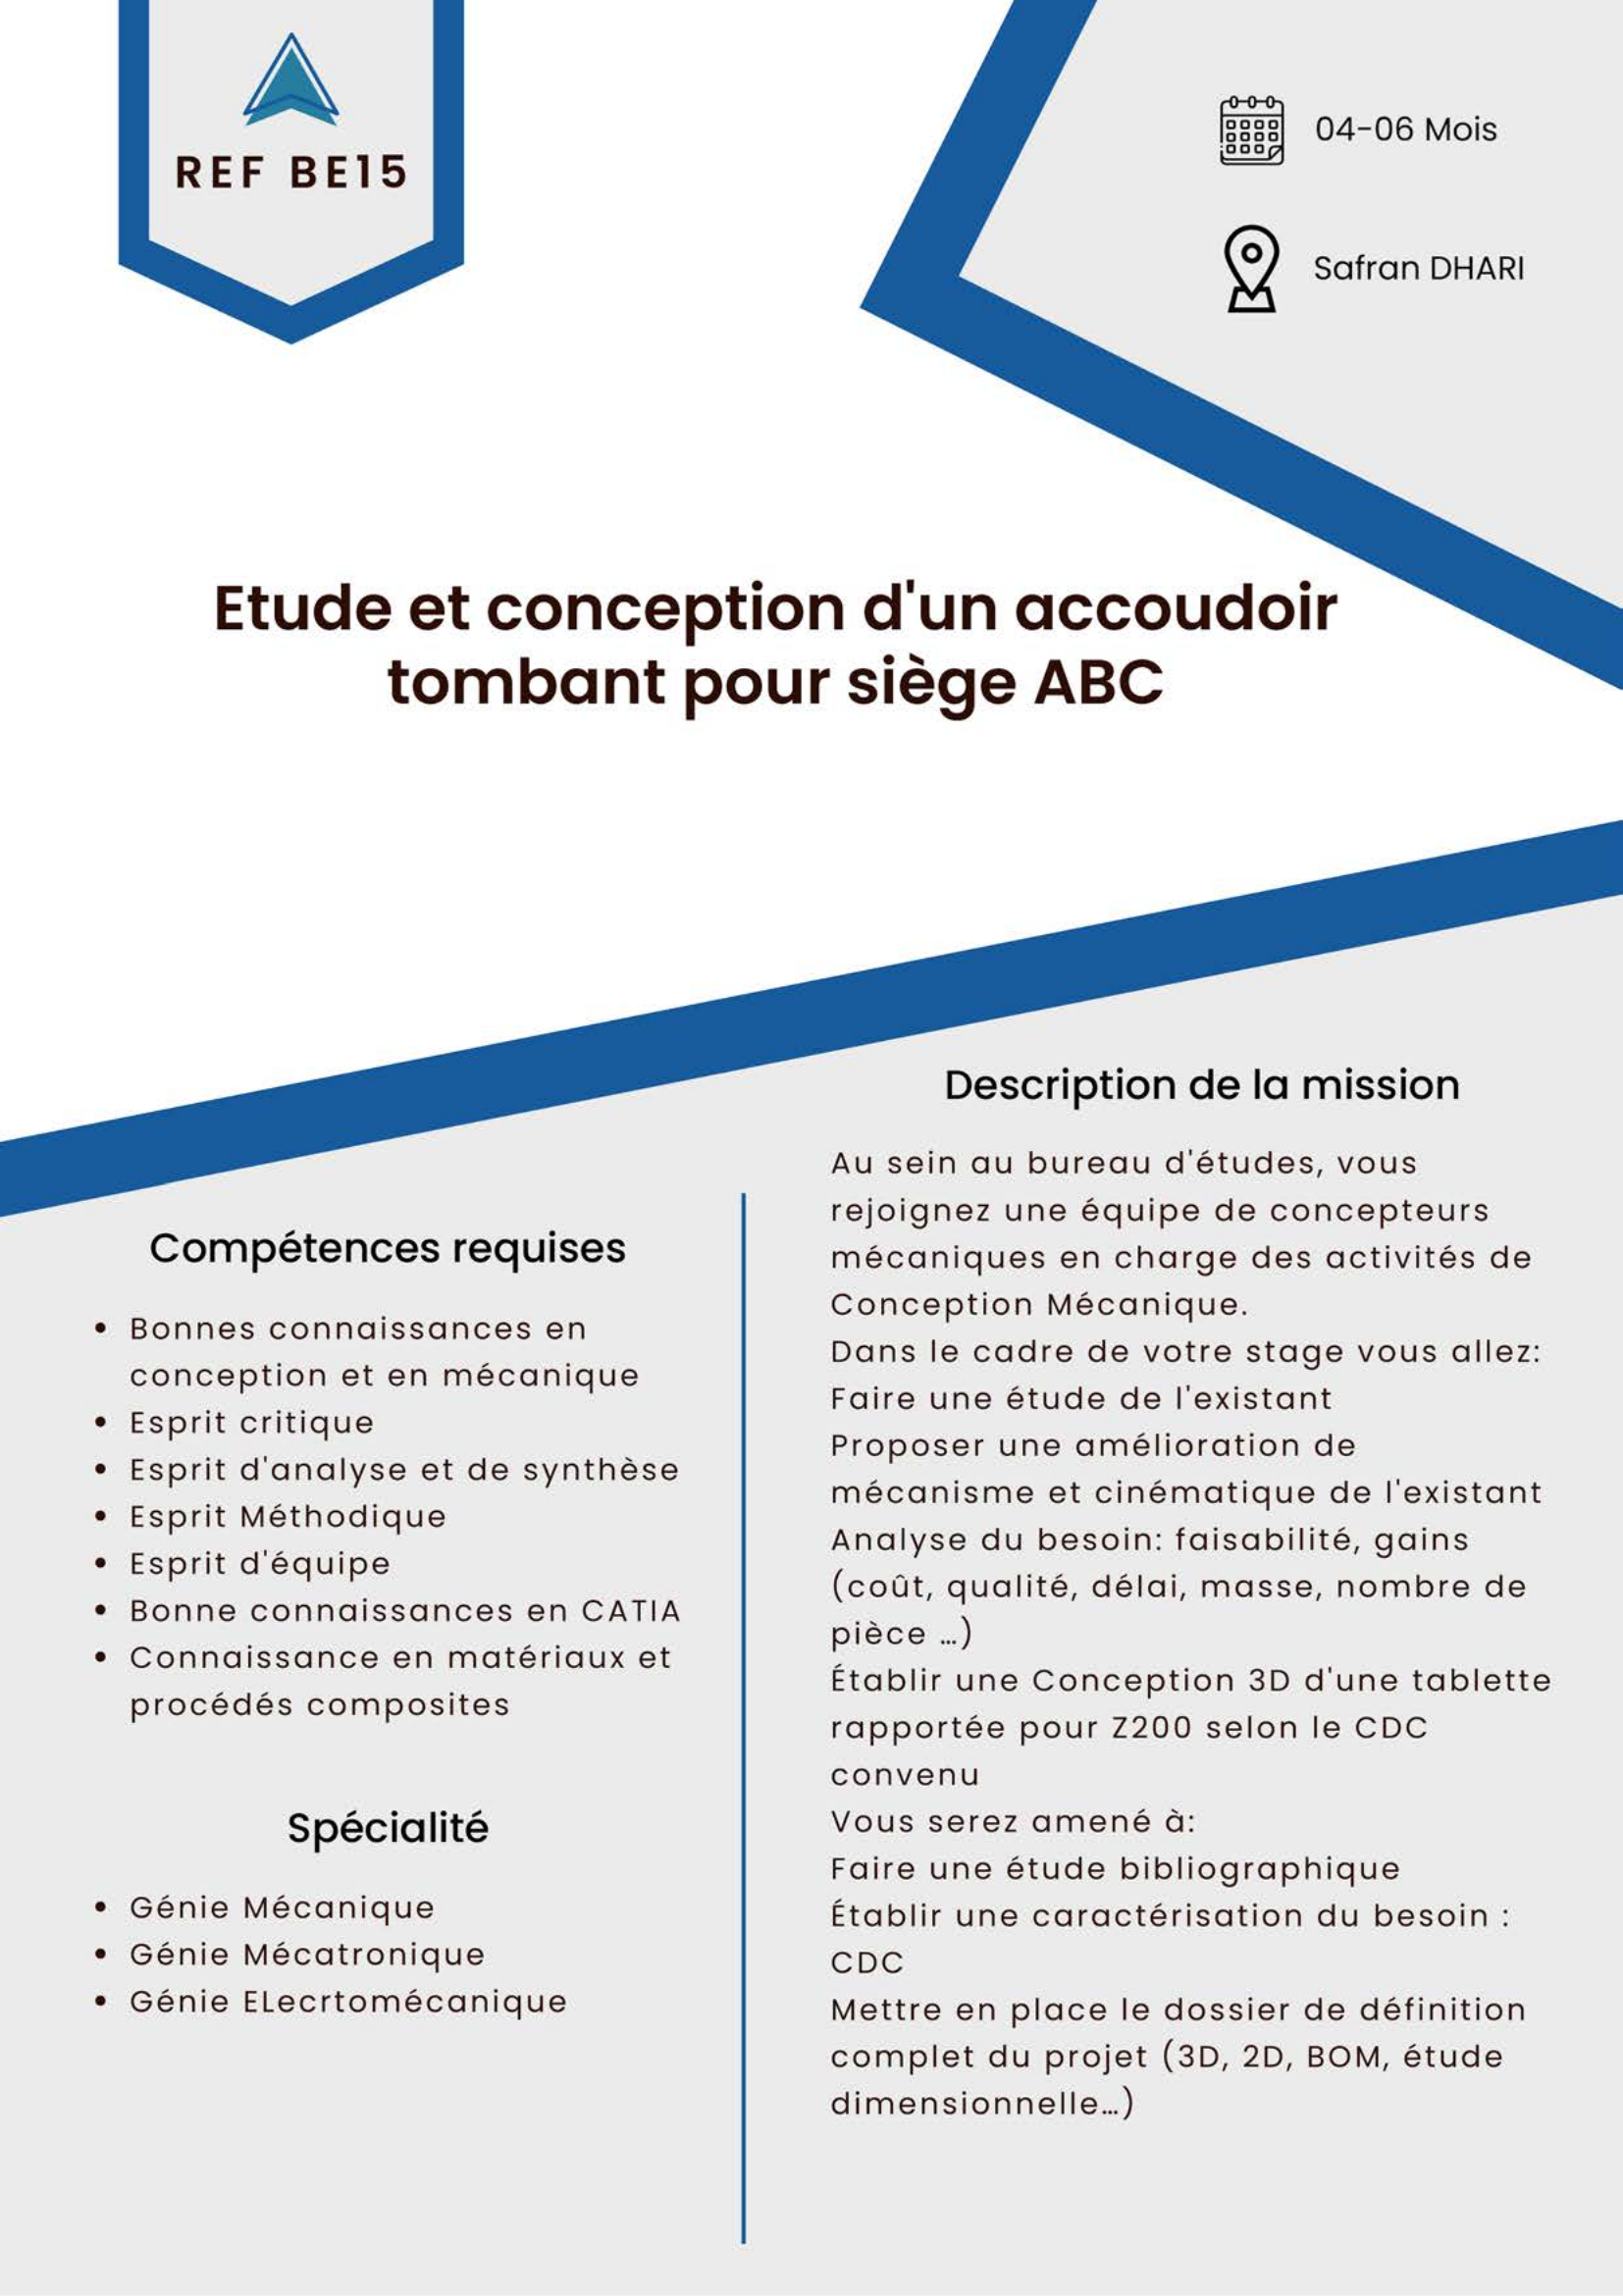 REF BE15
04-06 Mois
Safran DHARI
Etude et conception d'un accoudoir
tombant pour siège ABC
Compétences requises
• Bonnes connaissances en
conception et en mécanique
• Esprit critique
• Esprit d'analyse et de synthèse
• Esprit Méthodique
• Esprit d'équipe
• Bonne connaissances en CATIA
• Connaissance en matériaux et
procédés composites
Spécialité
• Génie Mécanique
• Génie Mécatronique
• Génie ELecrtomécanique
Description de la mission
Au sein au bureau d'études, vous
rejoignez une équipe de concepteurs
mécaniques en charge des activités de
Conception Mécanique.
Dans le cadre de votre stage vous allez:
Faire une étude de l'existant
Proposer une amélioration de
mécanisme et cinématique de l'existant
Analyse du besoin: faisabilité, gains
(coût, qualité, délai, masse, nombre de
pièce …)
Établir une Conception 3D d'une tablette
rapportée pour Z200 selon le CDC
convenu
Vous serez amené à:
Faire une étude bibliographique
Établir une caractérisation du besoin :
CDC
Mettre en place le dossier de définition
complet du projet (3D, 2D, BOM, étude
dimensionnelle…)